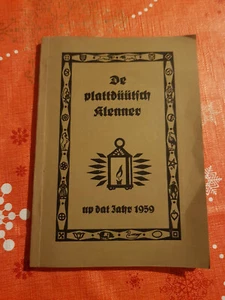 De
plattdüütsch
Klenner
up dat Jahr 1959